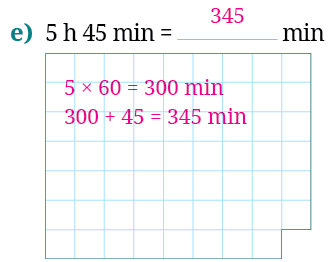 e) 5 h 45 min = 345 min
5 × 60 = 300 min
300 + 45 = 345 min